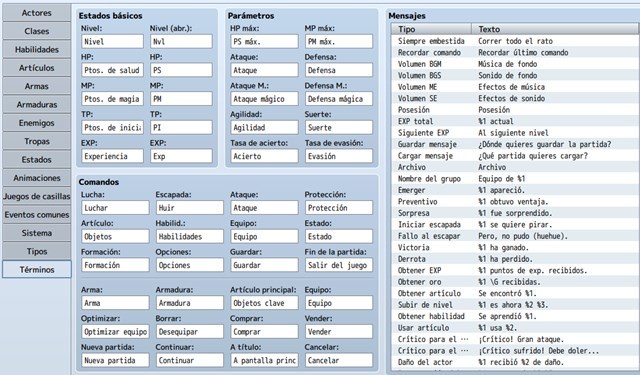 Actores
Clases
Habilidades
Artículos
Armas
Armaduras
Enemigos
Tropas
Estados
Animaciones
Juegos de casillas
Eventos comunes
Sistema
Tipos
Términos
Estados básicos
Nivel: Nivel (abr.):
Nivel Nvl
HP: HP:
Ptos. de salud PS
MP: MP:
Ptos. de magia PM
TP: TP:
Ptos. de inicia PI
EXP: EXP:
Experiencia Exp
Parámetros
HP máx: MP máx:
PS máx. PM máx.
Ataque: Defensa:
Ataque Defensa
Ataque M.: Defensa M.:
Ataque mágico Defensa mágica
Agilidad: Suerte:
Agilidad Suerte
Tasa de acierto: Tasa de evasión:
Acierto Evasión
Comandos
Lucha: Escapada: Ataque: Protección:
Luchar Huir Ataque Protección
Artículo: Habilid.: Equipo: Estado:
Objetos Habilidades Equipo Estado
Formación: Opciones: Guardar: Fin de la partida:
Formación Opciones Guardar Salir del juego
Arma: Armadura: Artículo principal: Equipo:
Arma Armadura Objetos clave Equipo
Optimizar: Borrar: Comprar: Vender:
Optimizar equipo Desequipar Comprar Vender
Nueva partida: Continuar: A título: Cancelar:
Nueva partida Continuar A pantalla princ Cancelar
Mensajes
Tipo Texto
Siempre embestida Correr todo el rato
Recordar comando Recordar último comando
Volumen BGM Música de fondo
Volumen BGS Sonido de fondo
Volumen ME Efectos de música
Volumen SE Efectos de sonido
Posesión Posesión
EXP total %1 actual
Siguiente EXP Al siguiente nivel
Guardar mensaje ¿Dónde quieres guardar la partida?
Cargar mensaje ¿Qué partida quieres cargar?
Archivo Archivo
Nombre del grupo Equipo de %1
Emerger %1 apareció.
Preventivo %1 obtuvo ventaja.
Sorpresa %1 fue sorprendido.
Iniciar escapada %1 se quiere pirar.
Fallo al escapar Pero, no pudo (huehue).
Victoria %1 ha ganado.
Derrota %1 ha perdido.
Obtener EXP %1 puntos de exp. recibidos.
Obtener oro %1 \G recibidas.
Obtener artículo Se encontró %1.
Subir de nivel %1 es ahora %2 %3.
Obtener habilidad Se aprendió %1.
Usar artículo %1 usa %2.
Crítico para el … ¡Crítico! Gran ataque.
Crítico para el … ¡Crítico sufrido! Debe doler...
Daño del actor %1 recibió %2 de daño.